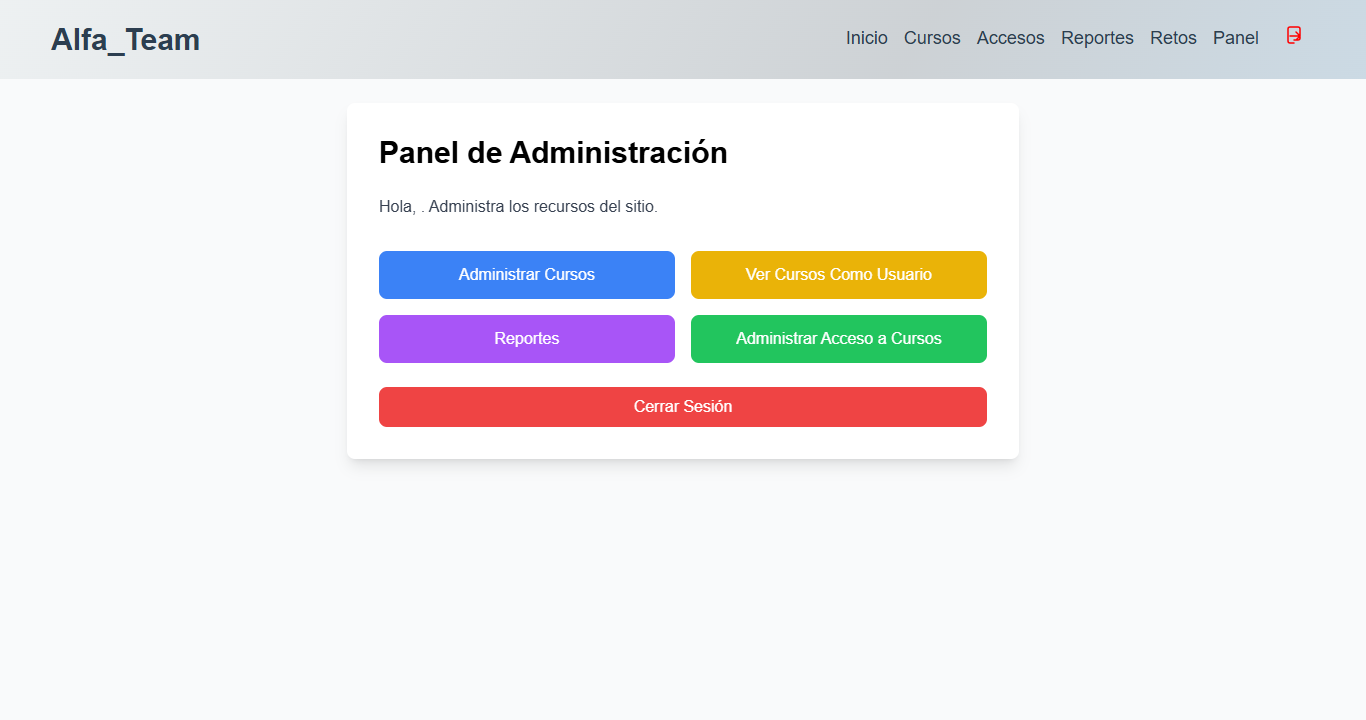 Alfa_Team
Inicio Cursos Accesos Reportes Retos Panel
Panel de Administración
Hola, . Administra los recursos del sitio.
Administrar Cursos
Ver Cursos Como Usuario
Reportes
Administrar Acceso a Cursos
Cerrar Sesión